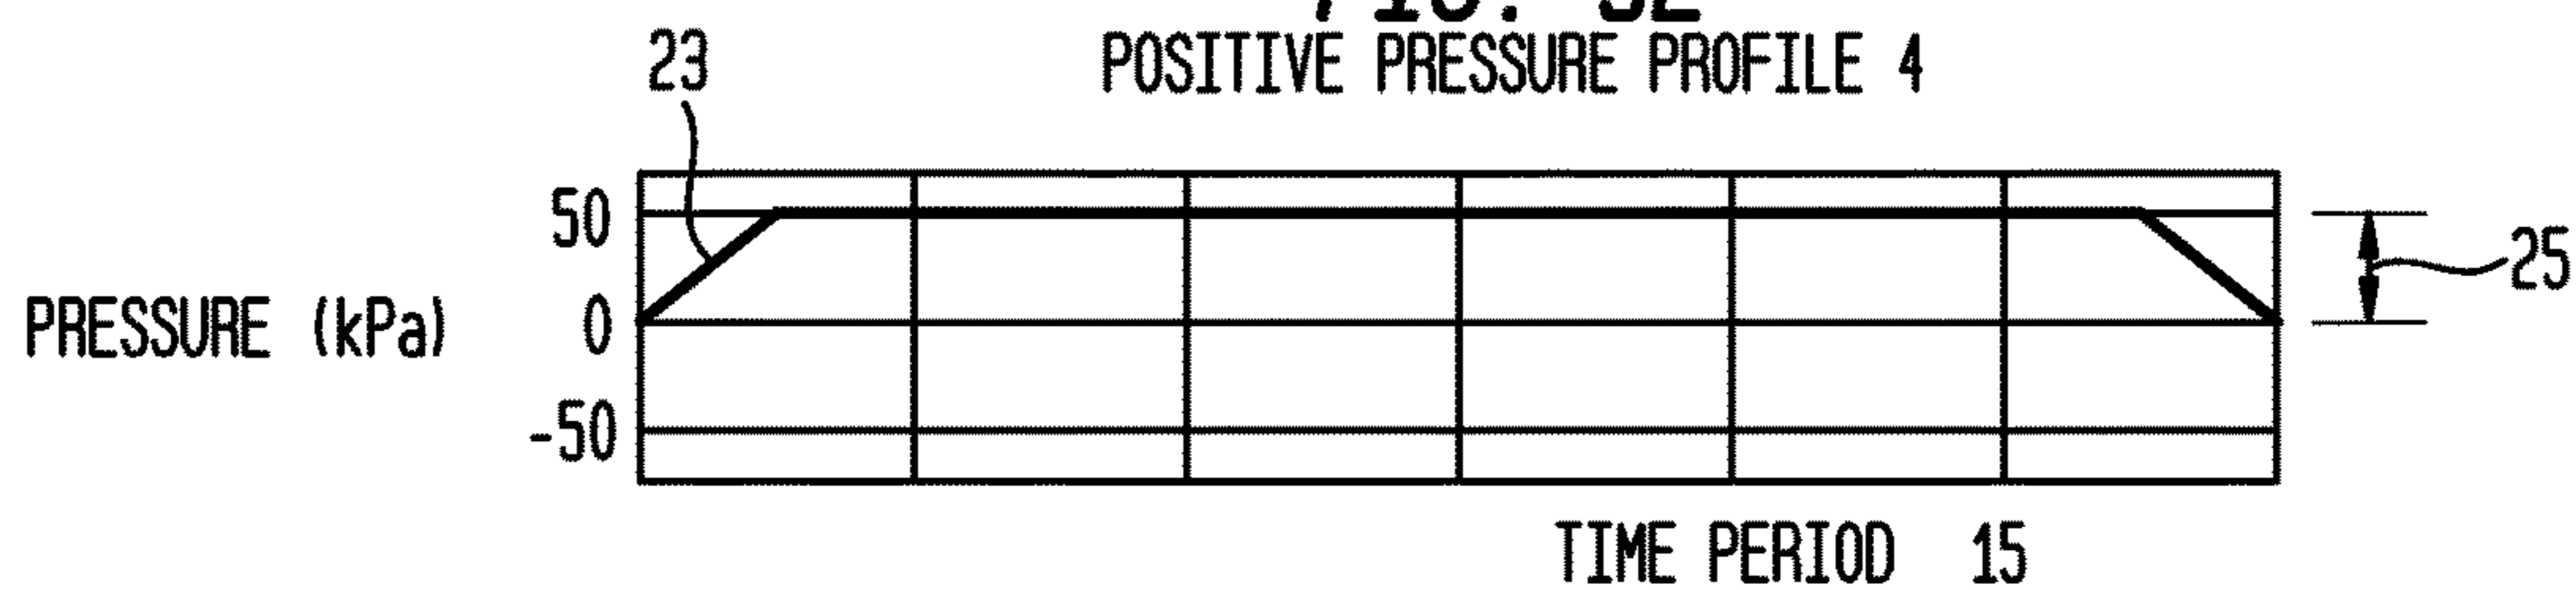 POSITIVE PRESSURE PROFILE 4
23
50
25
PRESSURE (kPa)
0
-50
TIME PERIOD 15